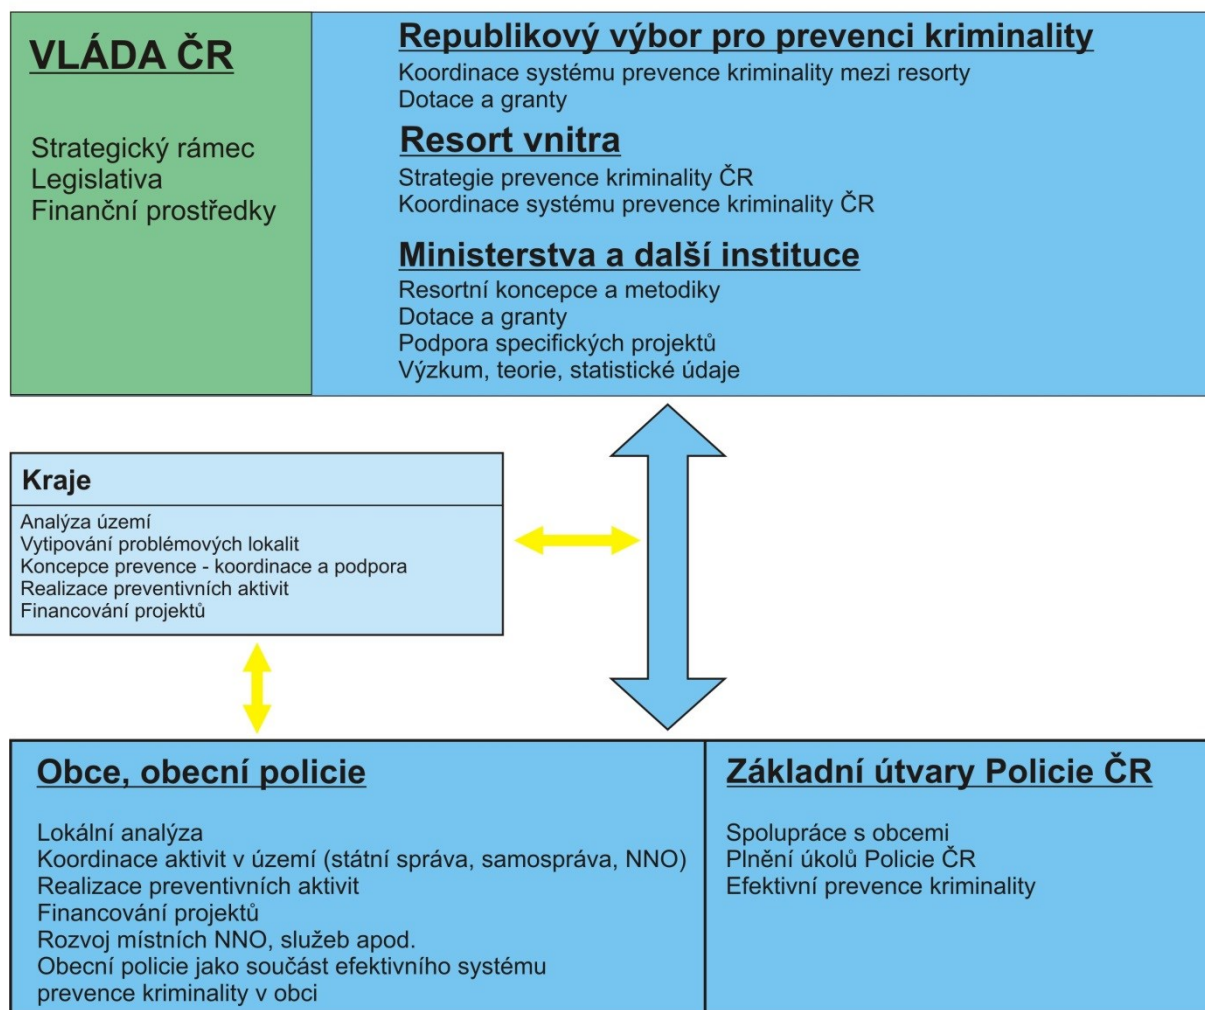 VLÁDA ČR
Strategický rámec
Legislativa
Finanční prostředky
Republikový výbor pro prevenci kriminality
Koordinace systému prevence kriminality mezi resorty
Dotace a granty
Resort vnitra
Strategie prevence kriminality ČR
Koordinace systému prevence kriminality ČR
Ministerstva a další instituce
Resortní koncepce a metodiky
Dotace a granty
Podpora specifických projektů
Výzkum, teorie, statistické údaje
Kraje
Analýza území
Vytipování problémových lokalit
Koncepce prevence - koordinace a podpora
Realizace preventivních aktivit
Financování projektů
Obce, obecní policie
Lokální analýza
Koordinace aktivit v území (státní správa, samospráva, NNO)
Realizace preventivních aktivit
Financování projektů
Rozvoj místních NNO, služeb apod.
Obecní policie jako součást efektivního systému
prevence kriminality v obci
Základní útvary Policie ČR
Spolupráce s obcemi
Plnění úkolů Policie ČR
Efektivní prevence kriminality